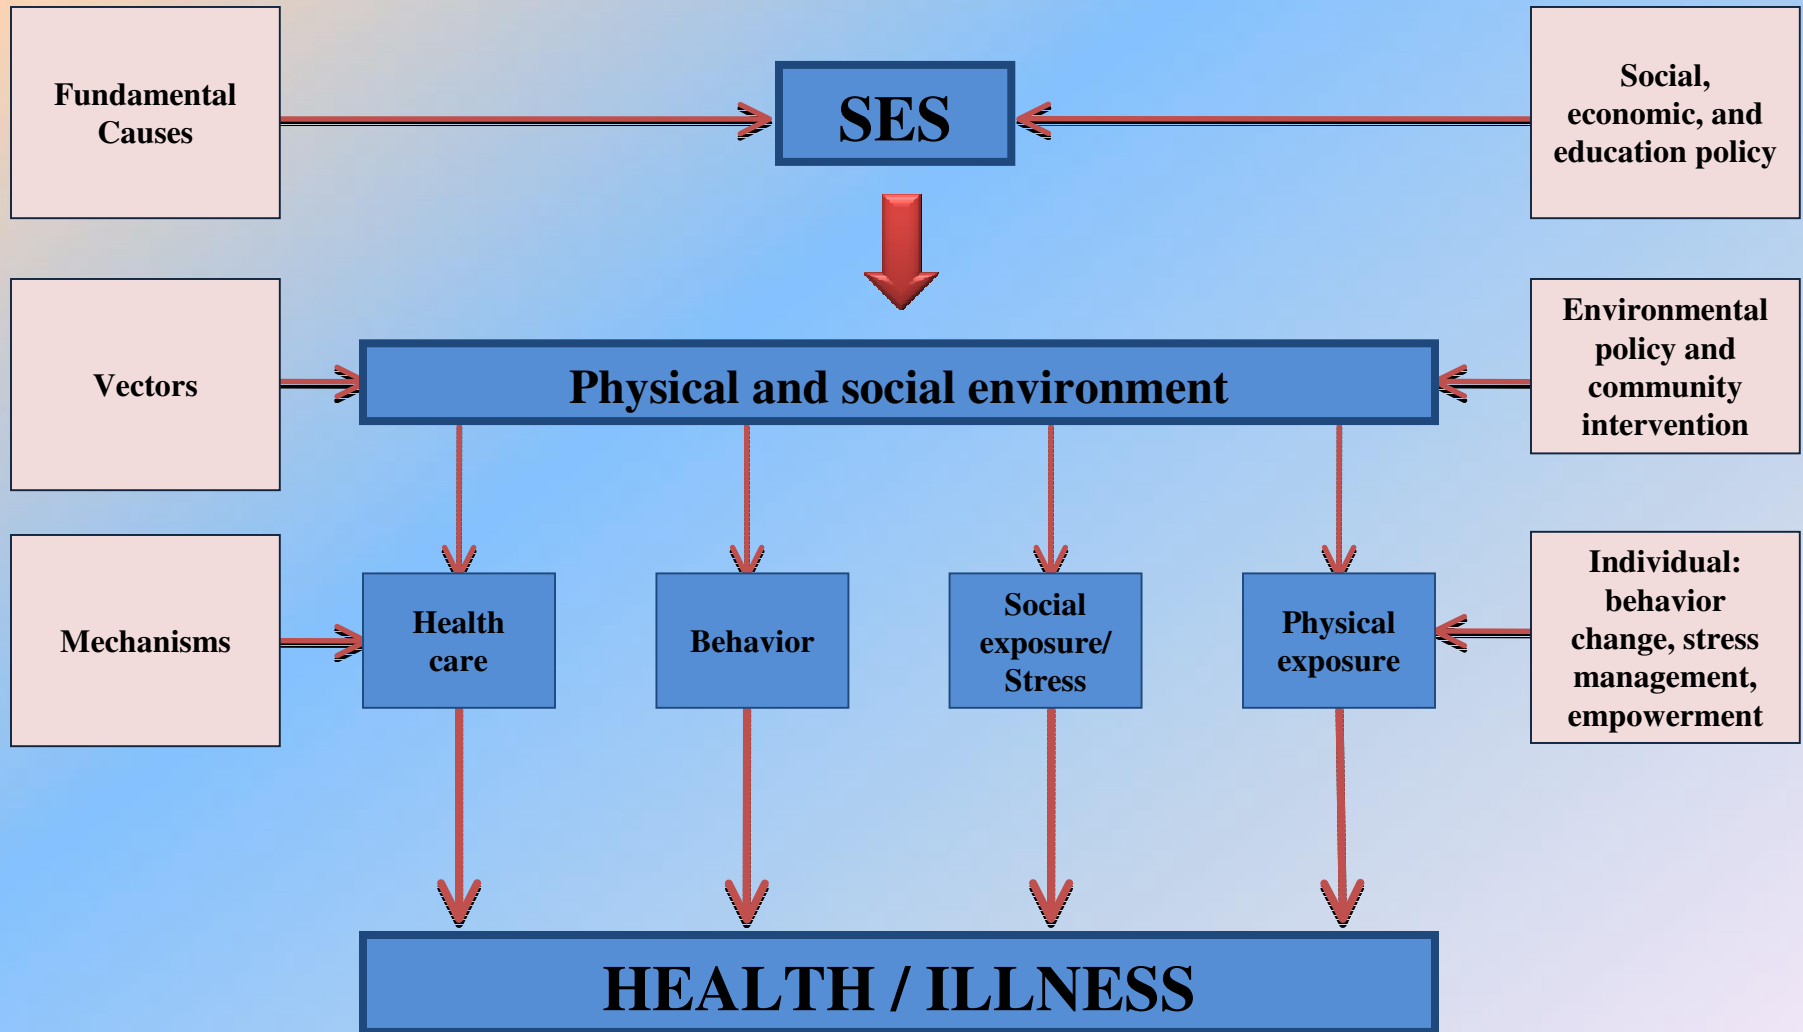 Fundamental
Causes
SES
Social,
economic, and
education policy
Vectors
Physical and social environment
Environmental
policy and
community
intervention
Mechanisms
Health
care
Behavior
Social
exposure/
Stress
Physical
exposure
Individual:
behavior
change, stress
management,
empowerment
HEALTH / ILLNESS